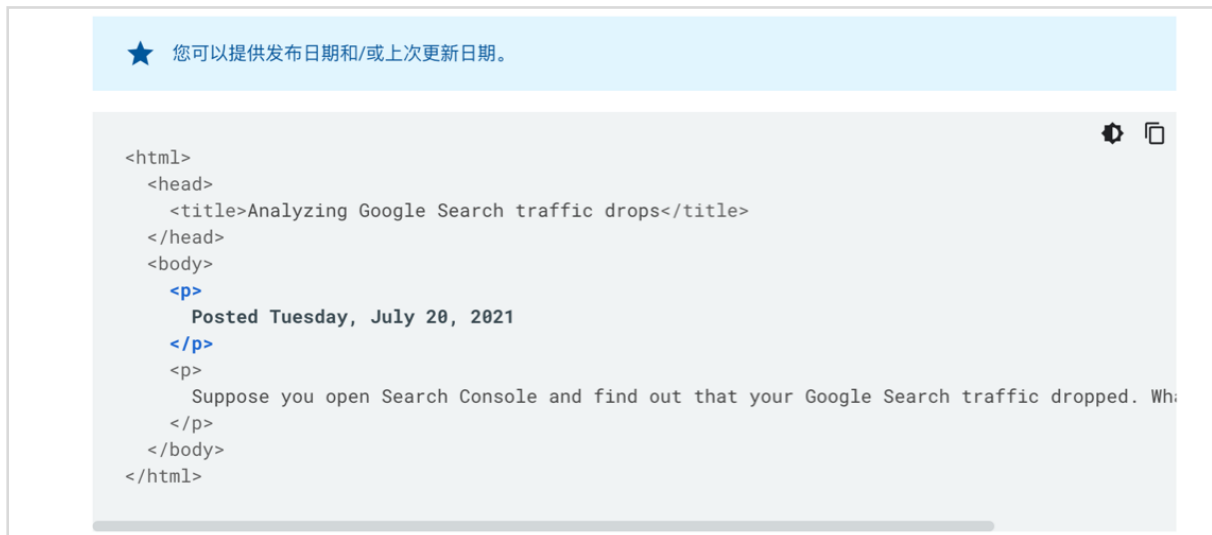 您可以提供发布日期和/或上次更新日期。
<html>
<head>
<title>Analyzing Google Search traffic drops</title>
</head>
<body>
<p>
Posted Tuesday, July 20, 2021
</p>
<p>
Suppose you open Search Console and find out that your Google Search traffic dropped.
</p>
</body>
</html>